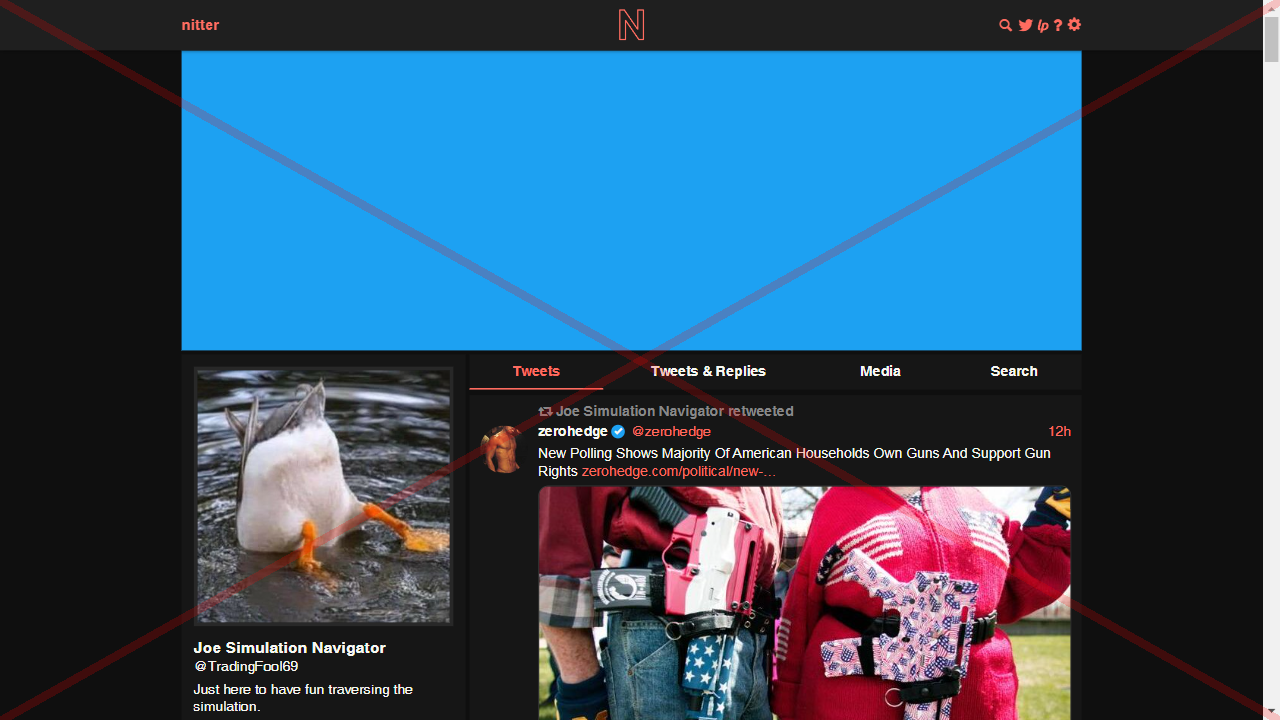 nitter
N
lp ?
Tweets
Tweets & Replies
Media
Search
Joe Simulation Navigator retweeted
zerohedge @zerohedge 12h
New Polling Shows Majority Of American Households Own Guns And Support Gun
Rights zerohedge.com/political/new-…
Joe Simulation Navigator
@TradingFool69
Just here to have fun traversing the
simulation.